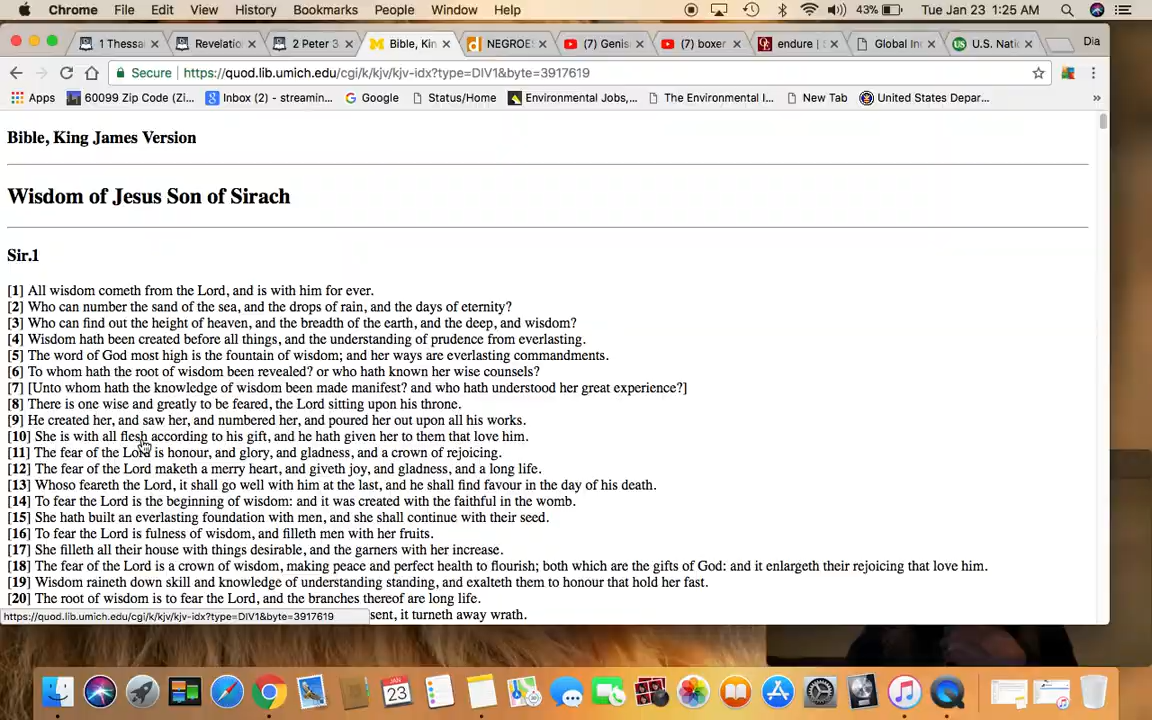 Chrome File Edit View History Bookmarks People Window Help 43% Tue Jan 23 1:25 AM
1 Thessa 
Revelatio
2 Peter 3
Bible, Kin
NEGROES
(7) Genis
(7) boxer
endure | D
Global Inc
U.S. Natio
Dia
Secure https://quod.lib.umich.edu/cgi/k/kjv/kjv-idx?type=DIV1&byte=3917619
Apps 60099 Zip Code (Zi... Inbox (2) - streamin... Google Status/Home Environmental Jobs,... The Environmental I... New Tab United States Depar... »
Bible, King James Version
Wisdom of Jesus Son of Sirach
Sir.1
[1] All wisdom cometh from the Lord, and is with him for ever.
[2] Who can number the sand of the sea, and the drops of rain, and the days of eternity?
[3] Who can find out the height of heaven, and the breadth of the earth, and the deep, and wisdom?
[4] Wisdom hath been created before all things, and the understanding of prudence from everlasting.
[5] The word of God most high is the fountain of wisdom; and her ways are everlasting commandments.
[6] To whom hath the root of wisdom been revealed? or who hath known her wise counsels?
[7] [Unto whom hath the knowledge of wisdom been made manifest? and who hath understood her great experience?]
[8] There is one wise and greatly to be feared, the Lord sitting upon his throne.
[9] He created her, and saw her, and numbered her, and poured her out upon all his works.
[10] She is with all flesh according to his gift, and he hath given her to them that love him.
[11] The fear of the Lord is honour, and glory, and gladness, and a crown of rejoicing.
[12] The fear of the Lord maketh a merry heart, and giveth joy, and gladness, and a long life.
[13] Whoso feareth the Lord, it shall go well with him at the last, and he shall find favour in the day of his death.
[14] To fear the Lord is the beginning of wisdom: and it was created with the faithful in the womb.
[15] She hath built an everlasting foundation with men, and she shall continue with their seed.
[16] To fear the Lord is fulness of wisdom, and filleth men with her fruits.
[17] She filleth all their house with things desirable, and the garners with her increase.
[18] The fear of the Lord is a crown of wisdom, making peace and perfect health to flourish; both which are the gifts of God: and it enlargeth their rejoicing that love him.
[19] Wisdom raineth down skill and knowledge of understanding standing, and exalteth them to honour that hold her fast.
[20] The root of wisdom is to fear the Lord, and the branches thereof are long life.
https://quod.lib.umich.edu/cgi/k/kjv/kjv-idx?type=DIV1&byte=3917619 sent, it turneth away wrath.
JAN
23